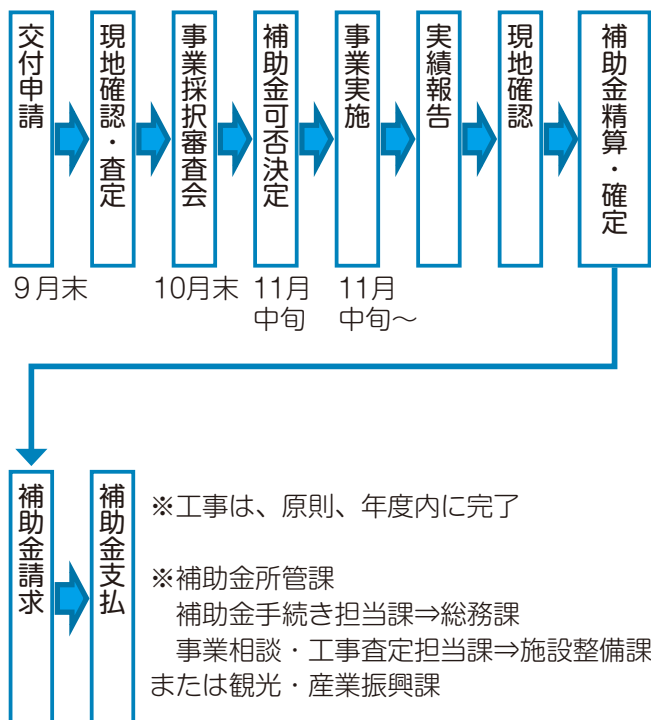 交付申請
現地確認・査定
事業採択審査会
補助金可否決定
事業実施
実績報告
現地確認
補助金精算・確定
9月末
10月末
11月
中旬
11月
中旬〜
補助金請求
補助金支払
※工事は、原則、年度内に完了
※補助金所管課
補助金手続き担当課⇒総務課
事業相談・工事査定担当課⇒施設整備課
または観光・産業振興課